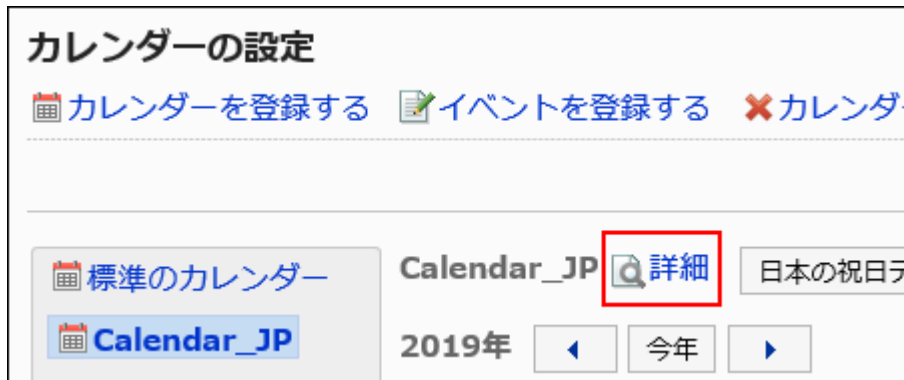 カレンダーの設定
カレンダーを登録する イベントを登録する カレンダ
標準のカレンダー
Calendar_JP
Calendar_JP 詳細 日本の祝日デ
2019年 今年